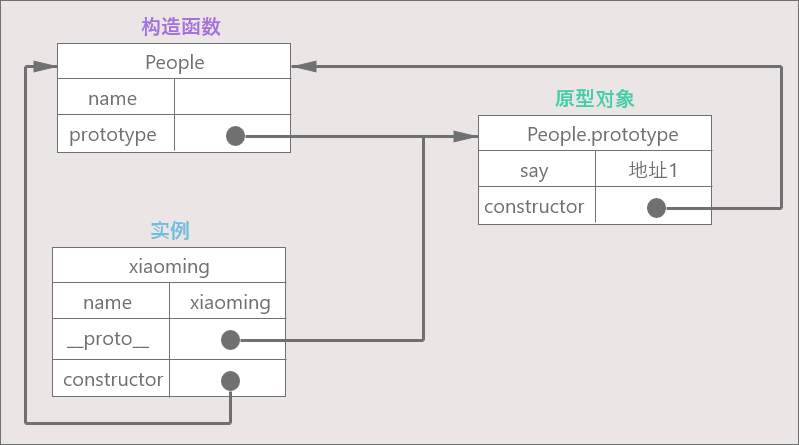 构造函数
People
name
prototype
原型对象
People.prototype
say 地址1
constructor
实例
xiaoming
name xiaoming
__proto__
constructor